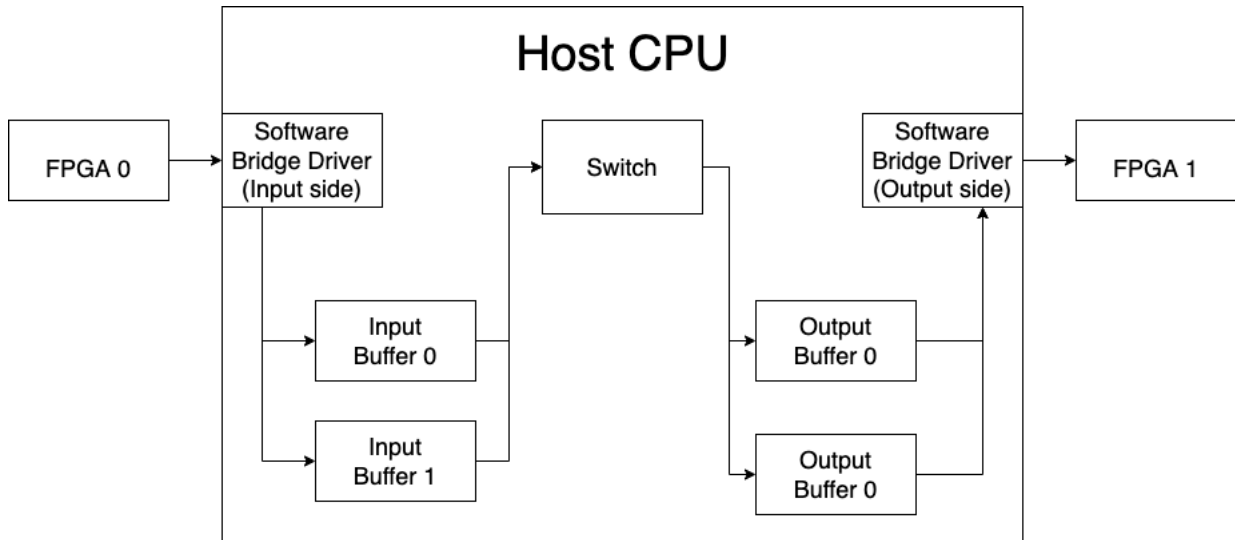 Host CPU
FPGA 0
Software
Bridge Driver
(Input side)
Switch
Software
Bridge Driver
(Output side)
FPGA 1
Input
Buffer 0
Output
Buffer 0
Input
Buffer 1
Output
Buffer 0